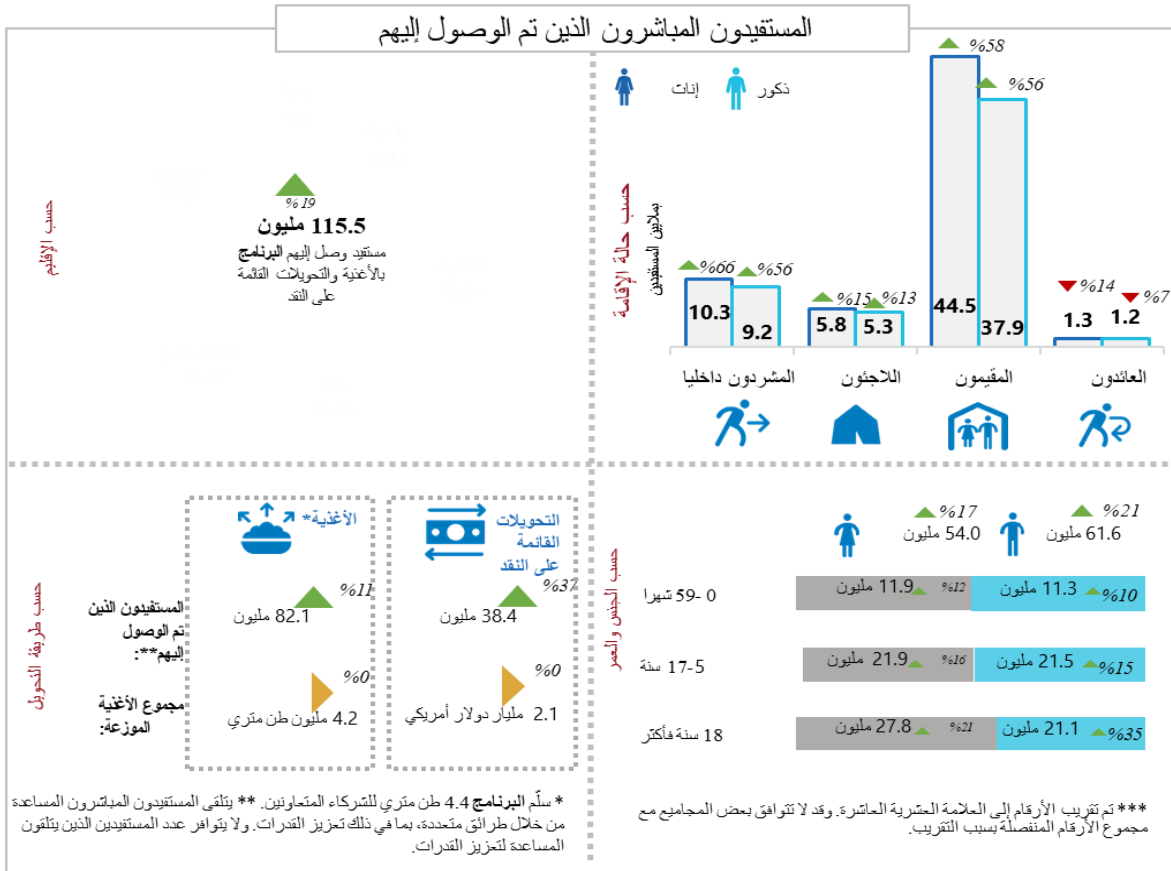 المستفيدون المباشرون الذين تم الوصول إليهم
إناث
ذكور
%58
%56
حسب حالة الإقامة
بملايين المستفيدين
%66
%56
%15
%13
%14
%7
10.3
9.2
5.8
5.3
44.5
37.9
1.3
1.2
المشردون داخليا
اللاجئون
المقيمون
العائدون
حسب الإقليم
%19
115.5 مليون
مستفيد وصل إليهم البرنامج
بالأغذية والتحويلات القائمة
على النقد
حسب الجنس والعمر
%17
54.0 مليون
%21
61.6 مليون
0 -59 شهرا
11.9 مليون
%12
11.3 مليون
%10
5-17 سنة
21.9 مليون
%16
21.5 مليون
%15
18 سنة فأكثر
27.8 مليون
%21
21.1 مليون
%35
*** تم تقريب الأرقام إلى العلامة العشرية العاشرة. وقد لا تتوافق بعض المجاميع مع
مجموع الأرقام المنفصلة بسبب التقريب.
حسب طريقة التحويل
الأغذية*
التحويلات
القائمة
على النقد
المستفيدون الذين
تم الوصول
إليهم**:
%11
82.1 مليون
%37
38.4 مليون
مجموع الأغذية
الموزعة:
%0
4.2 مليون طن متري
%0
2.1 مليار دولار أمريكي
* سلّم البرنامج 4.4 طن متري للشركاء المتعاونين. ** يتلقى المستفيدون المباشرون المساعدة
من خلال طرائق متعددة، بما في ذلك تعزيز القدرات. ولا يتوافر عدد المستفيدين الذين يتلقون
المساعدة لتعزيز القدرات.